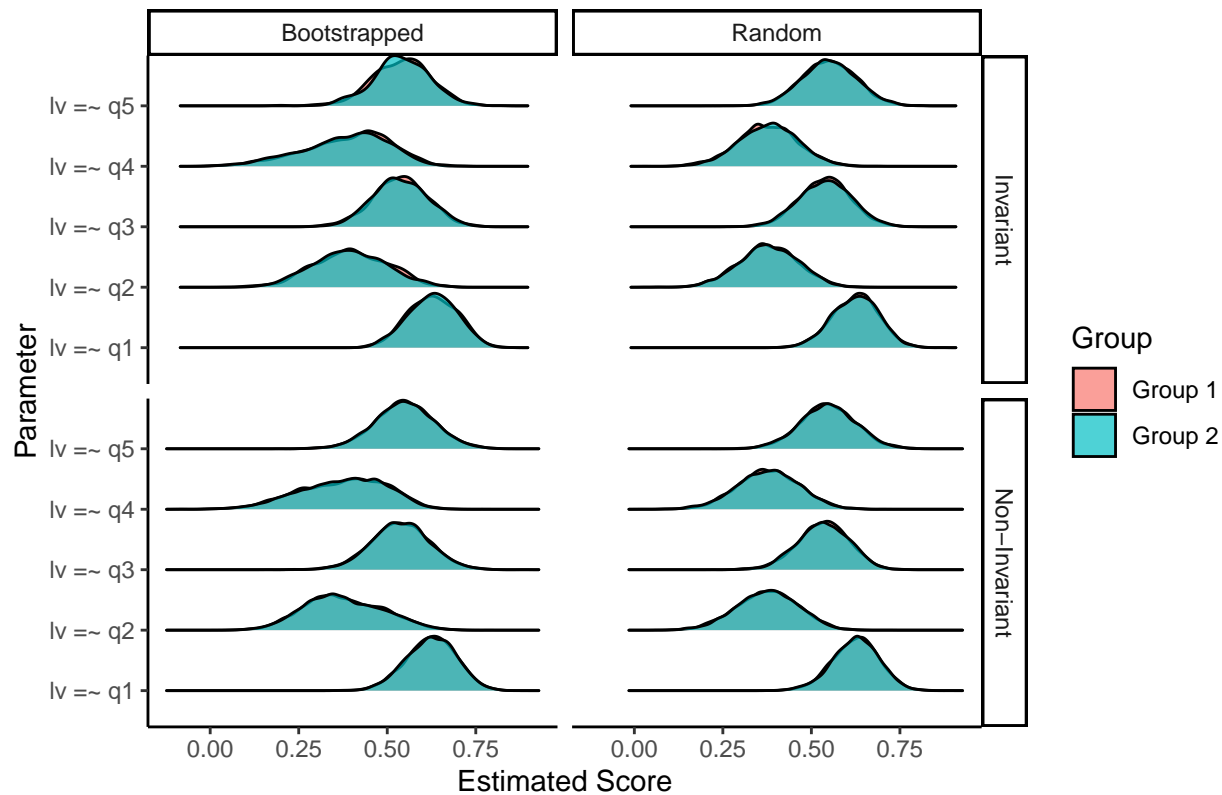 Bootstrapped
Random
lv =~ q5
lv =~ q4
lv =~ q3
lv =~ q2
lv =~ q1
Invariant
lv =~ q5
lv =~ q4
lv =~ q3
lv =~ q2
lv =~ q1
Non−Invariant
Parameter
0.00 0.25 0.50 0.75
0.00 0.25 0.50 0.75
Estimated Score
Group
Group 1
Group 2